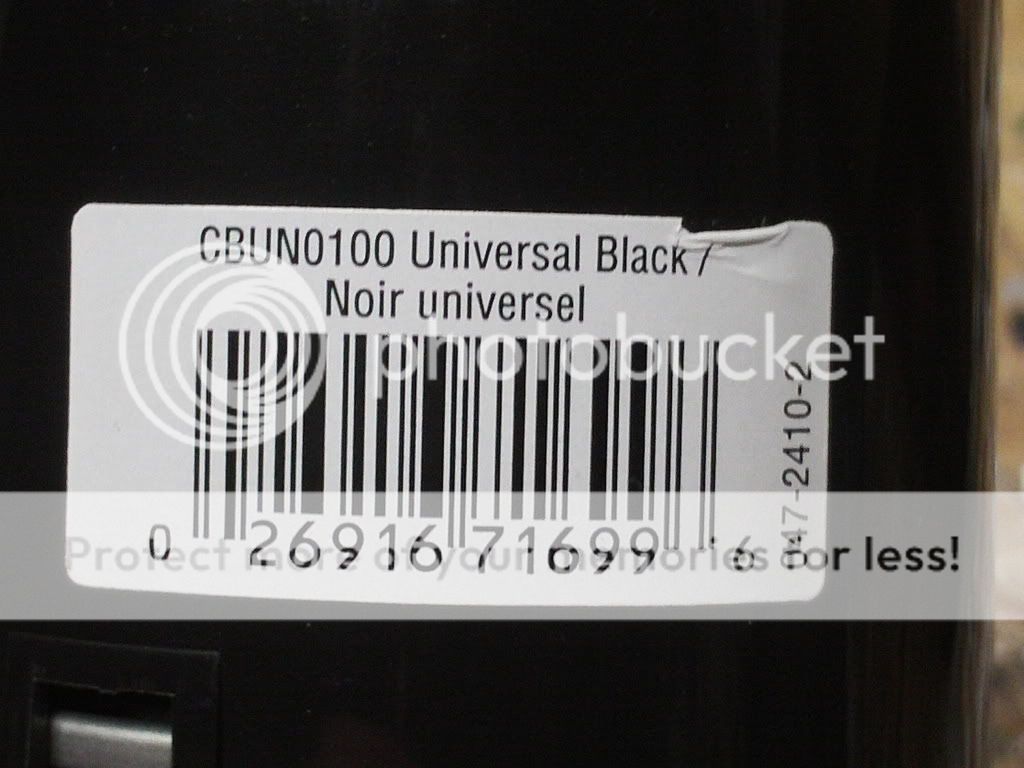 CBUN0100 Universal Black /
Noir universel
photobucket
0 26916 71699 6
047-2410-2
Protect more of your memories for less!